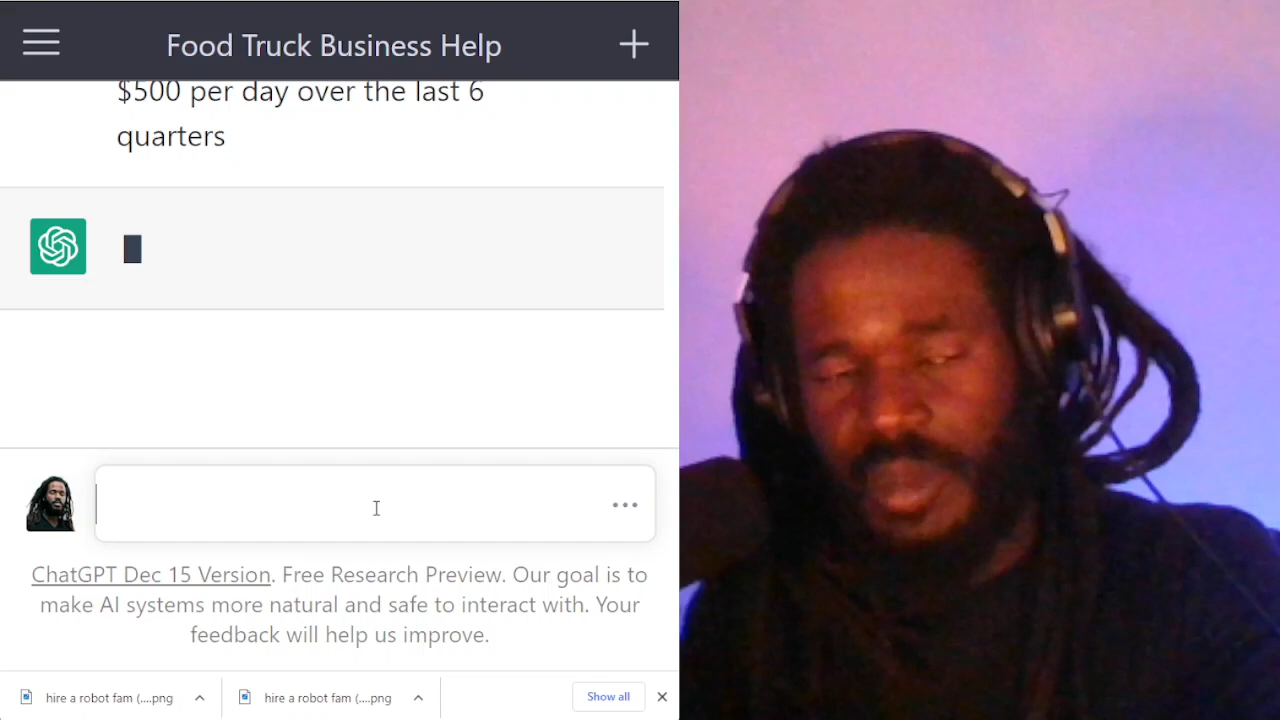 Food Truck Business Help
$500 per day over the last 6
quarters
ChatGPT Dec 15 Version. Free Research Preview. Our goal is to
make AI systems more natural and safe to interact with. Your
feedback will help us improve.
hire a robot fam (....png
hire a robot fam (....png
Show all